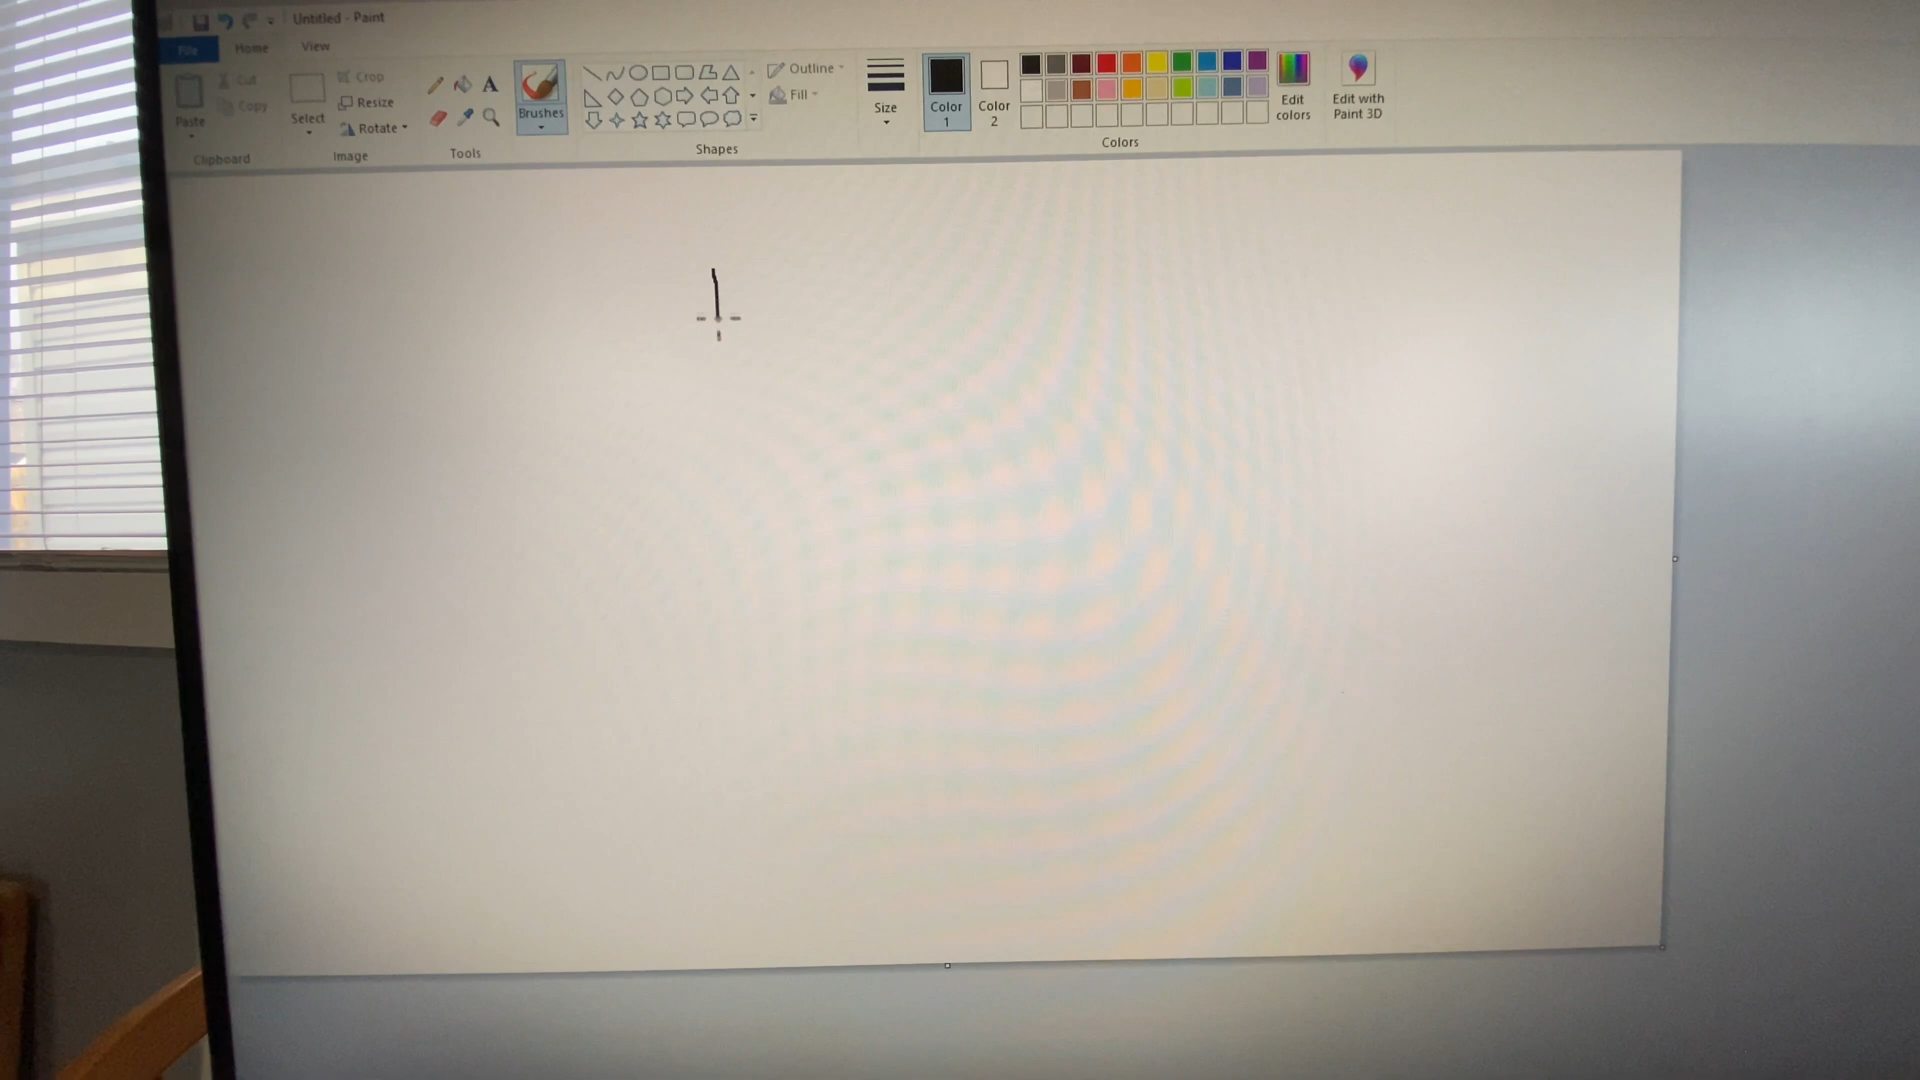 Untitled - Paint
File Home View
Paste
Cut
Copy
Clipboard
Select
Crop
Resize
Rotate
Image
A
Tools
Brushes
Shapes
Outline
Fill
Size
Color 1
Color 2
Colors
Edit colors
Edit with Paint 3D